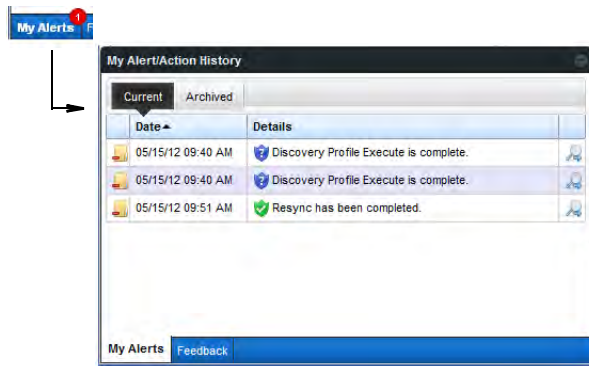 My Alerts 1 F
My Alert/Action History
Current Archived
Date Details
05/15/12 09:40 AM Discovery Profile Execute is complete.
05/15/12 09:40 AM Discovery Profile Execute is complete.
05/15/12 09:51 AM Resync has been completed.
My Alerts Feedback